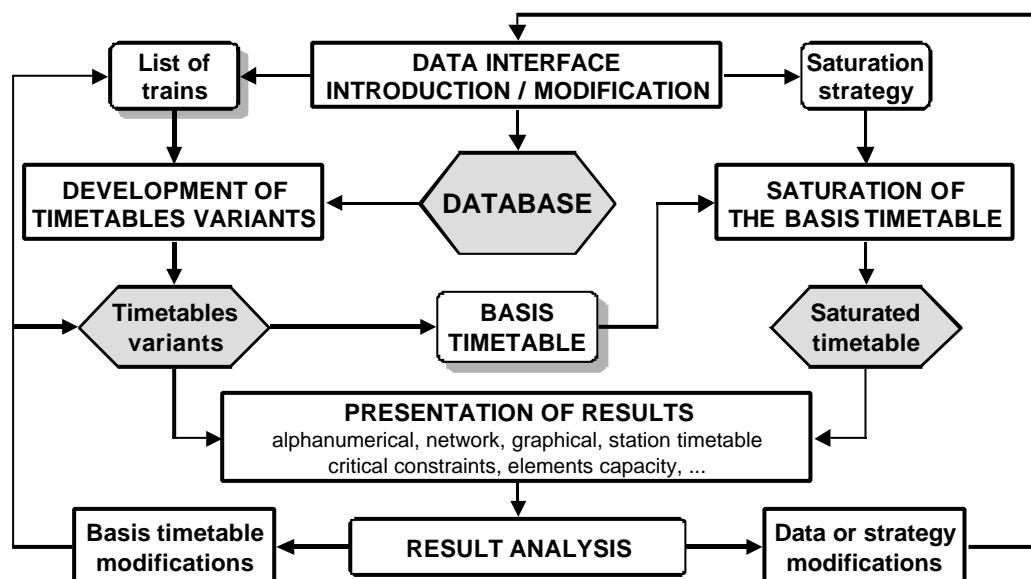 List of
trains
DATA INTERFACE
INTRODUCTION / MODIFICATION
Saturation
strategy
DEVELOPMENT OF
TIMETABLES VARIANTS
DATABASE
SATURATION OF
THE BASIS TIMETABLE
Timetables
variants
BASIS
TIMETABLE
Saturated
timetable
PRESENTATION OF RESULTS
alphanumerical, network, graphical, station timetable
critical constraints, elements capacity, ...
Basis timetable
modifications
RESULT ANALYSIS
Data or strategy
modifications